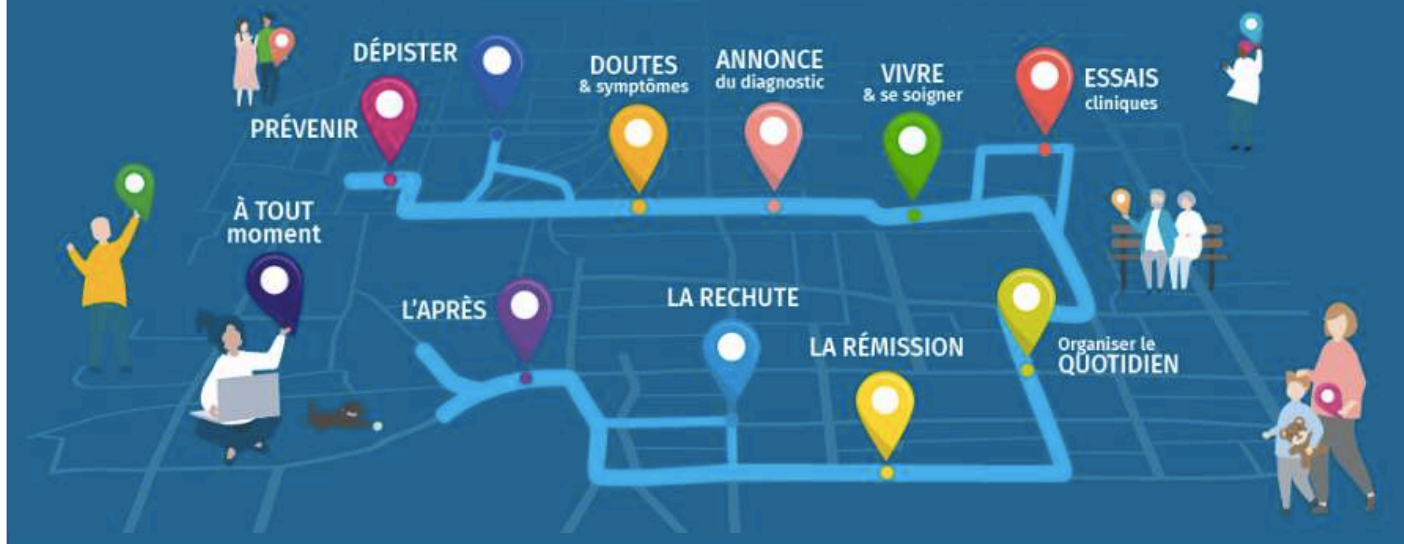 DÉPISTER
PRÉVENIR
DOUTES
& symptômes
ANNONCE
du diagnostic
VIVRE
& se soigner
ESSAIS
cliniques
À TOUT
moment
L'APRÈS
LA RECHUTE
LA RÉMISSION
Organiser le
QUOTIDIEN